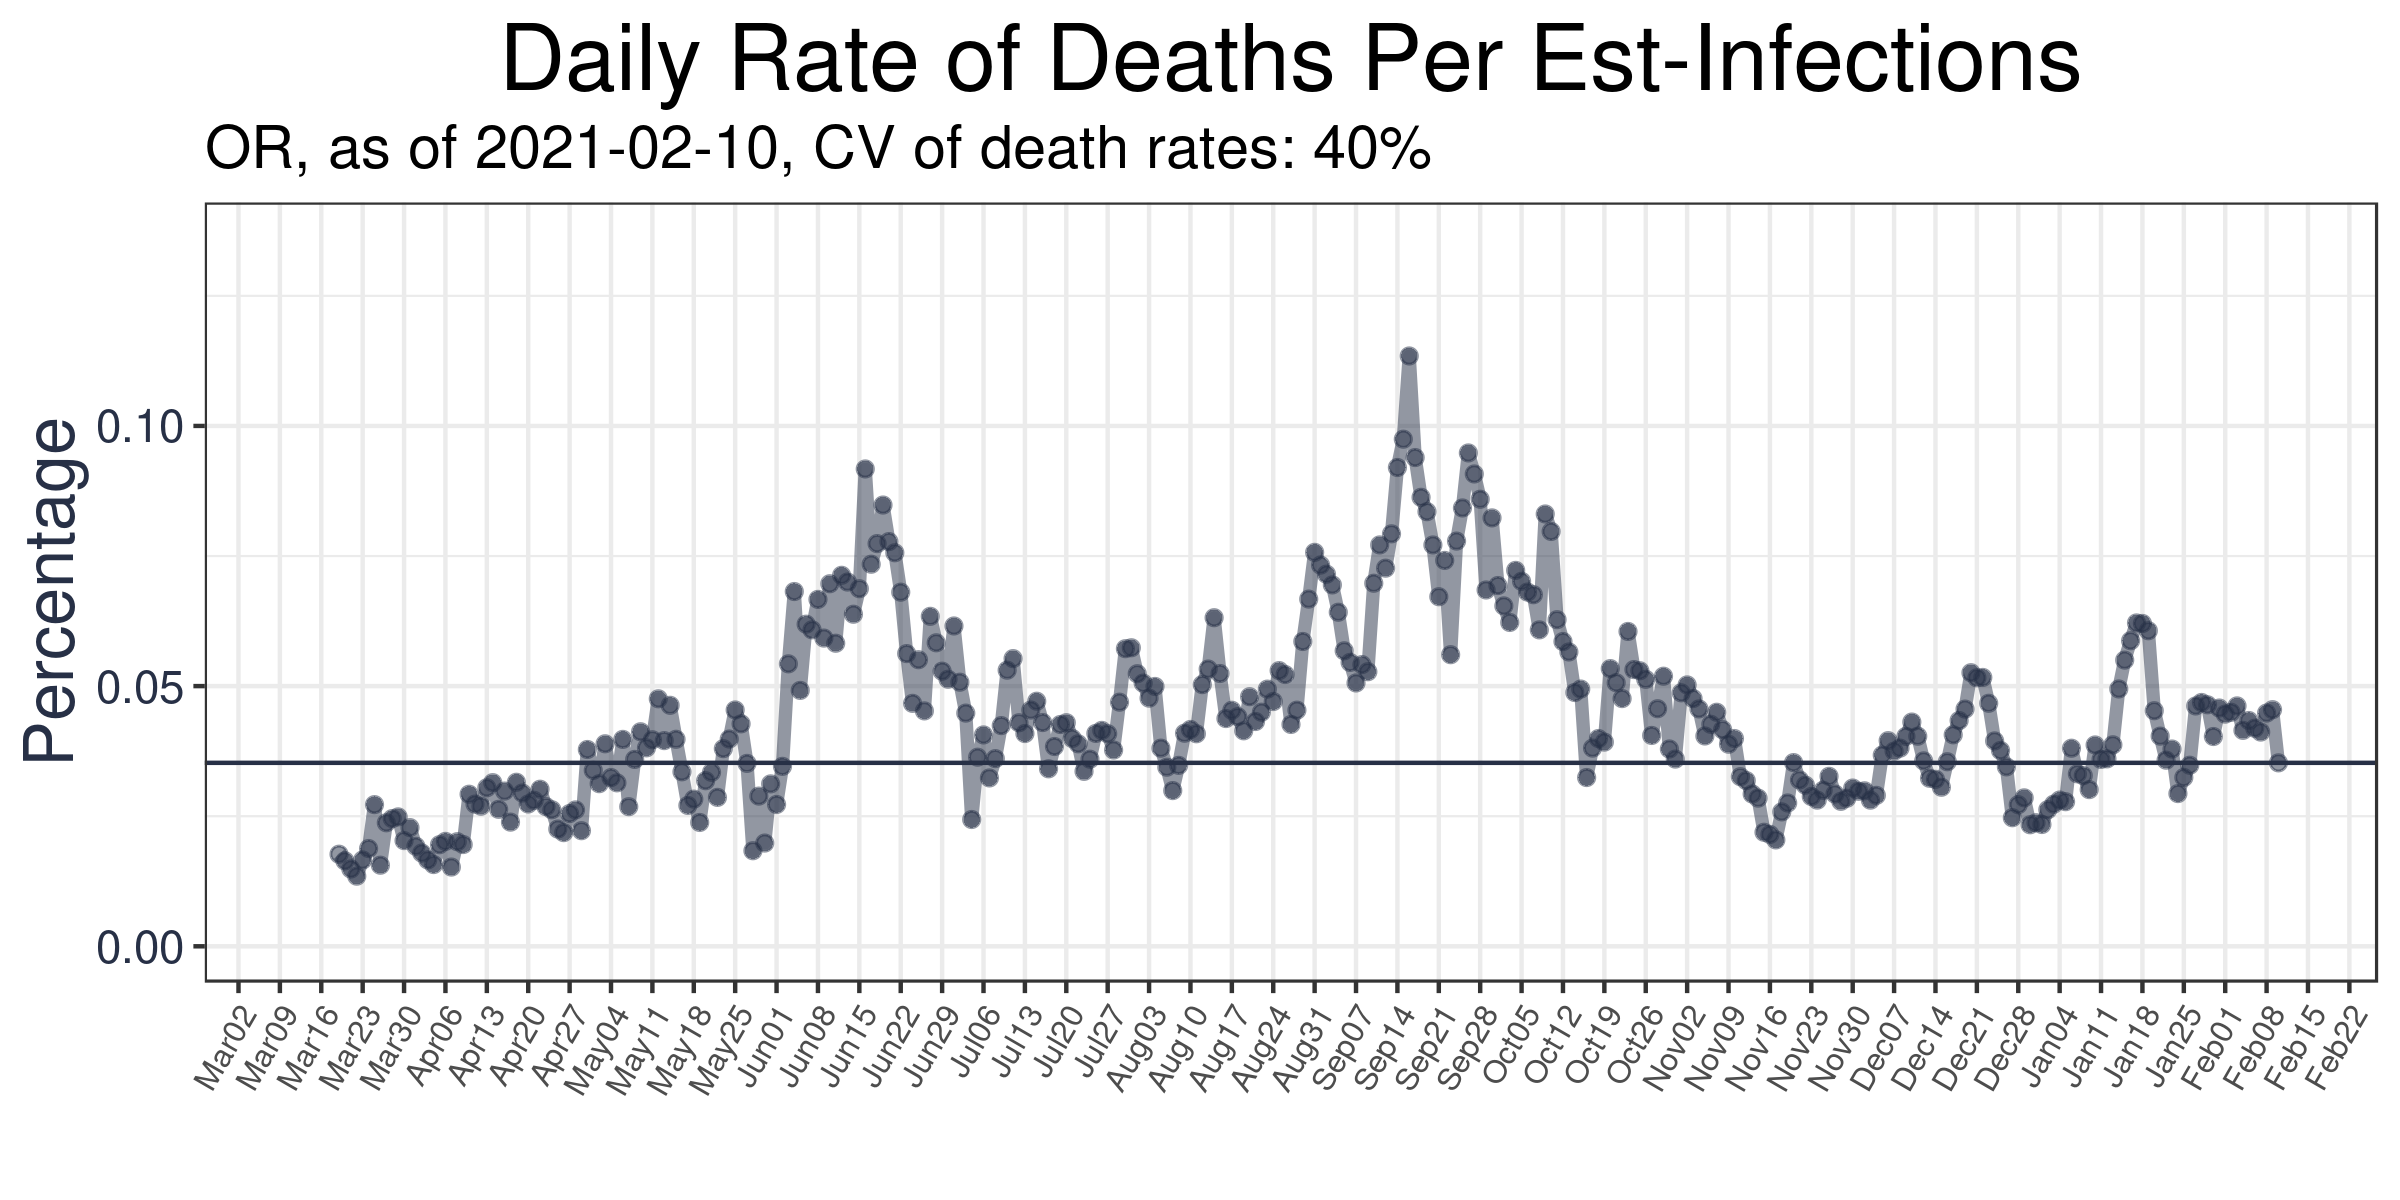 Daily Rate of Deaths Per Est-Infections
OR, as of 2021-02-10, CV of death rates: 40%
Percentage
0.10
0.05
0.00
Mar02
Mar09
Mar16
Mar23
Mar30
Apr06
Apr13
Apr20
Apr27
May04
May11
May18
May25
Jun01
Jun08
Jun15
Jun22
Jun29
Jul06
Jul13
Jul20
Jul27
Aug03
Aug10
Aug17
Aug24
Aug31
Sep07
Sep14
Sep21
Sep28
Oct05
Oct12
Oct19
Oct26
Nov02
Nov09
Nov16
Nov23
Nov30
Dec07
Dec14
Dec21
Dec28
Jan04
Jan11
Jan18
Jan25
Feb01
Feb08
Feb15
Feb22